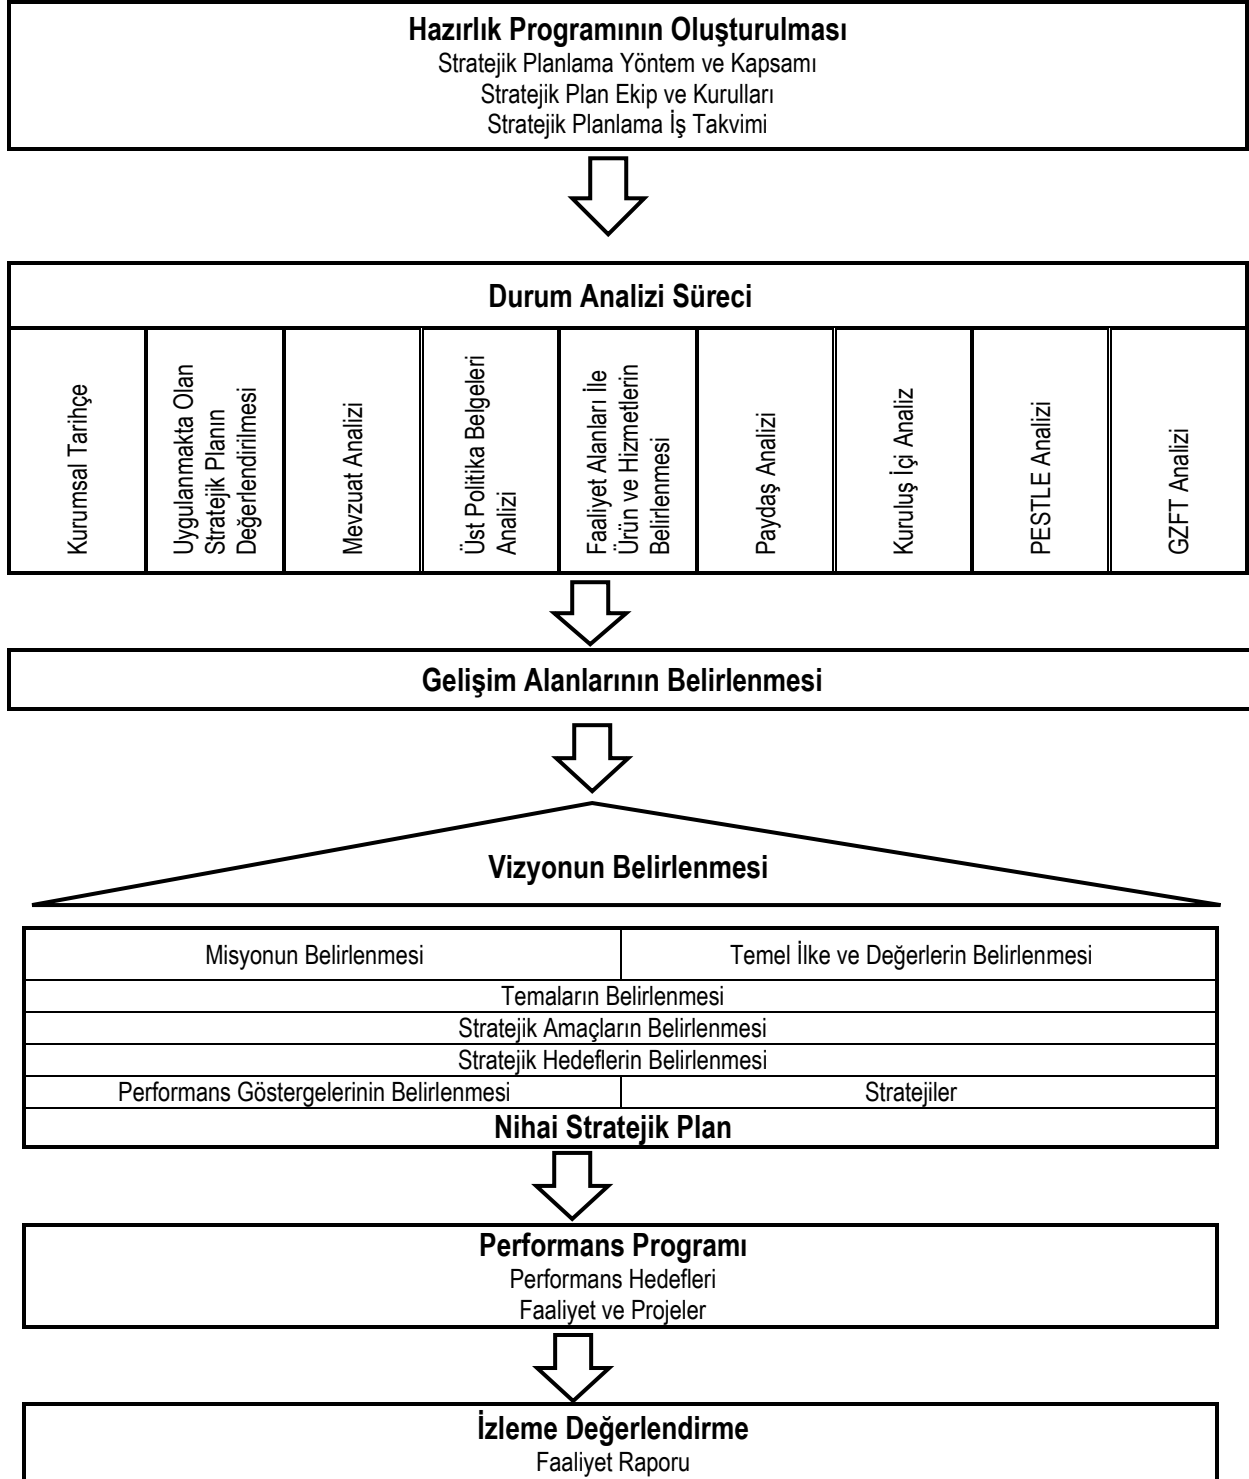 Hazırlık Programının Oluşturulması
Stratejik Planlama Yöntem ve Kapsamı
Stratejik Plan Ekip ve Kurulları
Stratejik Planlama İş Takvimi
Durum Analizi Süreci
Kurumsal Tarihçe
Uygulanmakta Olan
Stratejik Planın
Değerlendirilmesi
Mevzuat Analizi
Üst Politika Belgeleri
Analizi
Faaliyet Alanları İle
Ürün ve Hizmetlerin
Belirlenmesi
Paydaş Analizi
Kuruluş İçi Analiz
PESTLE Analizi
GZFT Analizi
Gelişim Alanlarının Belirlenmesi
Vizyonun Belirlenmesi
Misyonun Belirlenmesi
Temel İlke ve Değerlerin Belirlenmesi
Temaların Belirlenmesi
Stratejik Amaçların Belirlenmesi
Stratejik Hedeflerin Belirlenmesi
Performans Göstergelerinin Belirlenmesi
Stratejiler
Nihai Stratejik Plan
Performans Programı
Performans Hedefleri
Faaliyet ve Projeler
İzleme Değerlendirme
Faaliyet Raporu